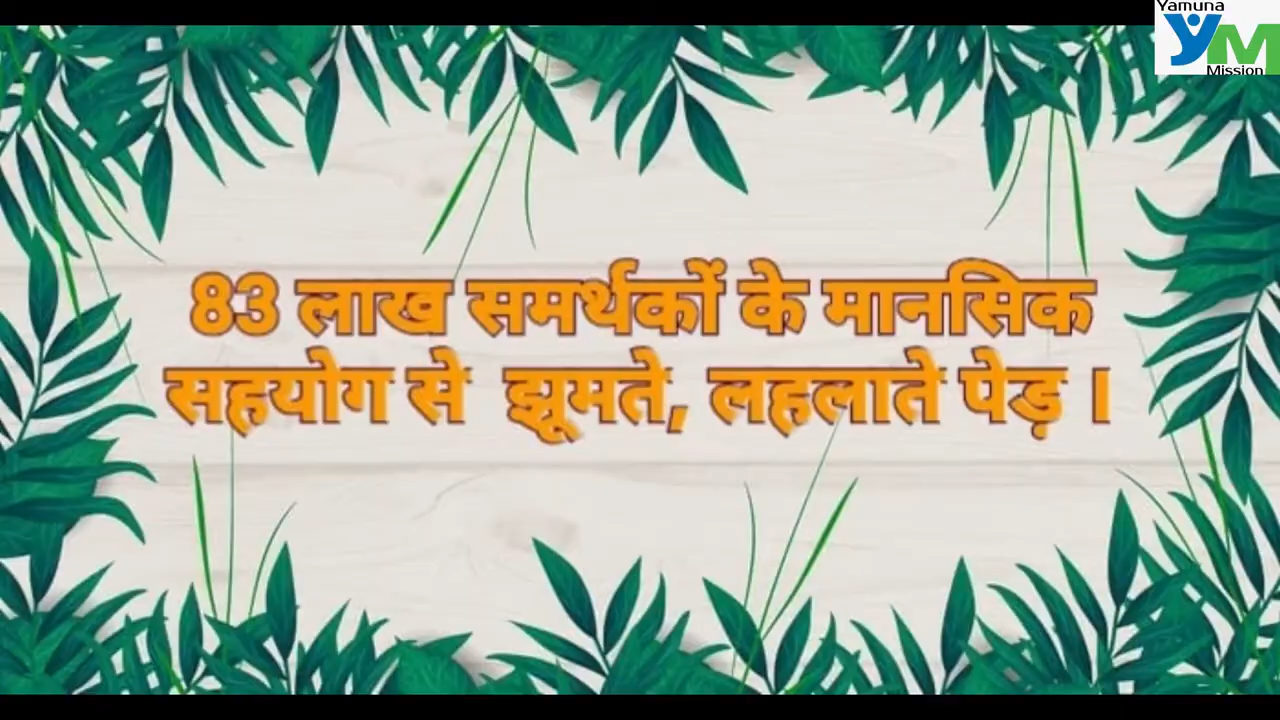 Yamuna
YM
Mission
83 लाख समर्थकों के मानसिक
सहयोग से झूमते, लहलाते पेड़ ।